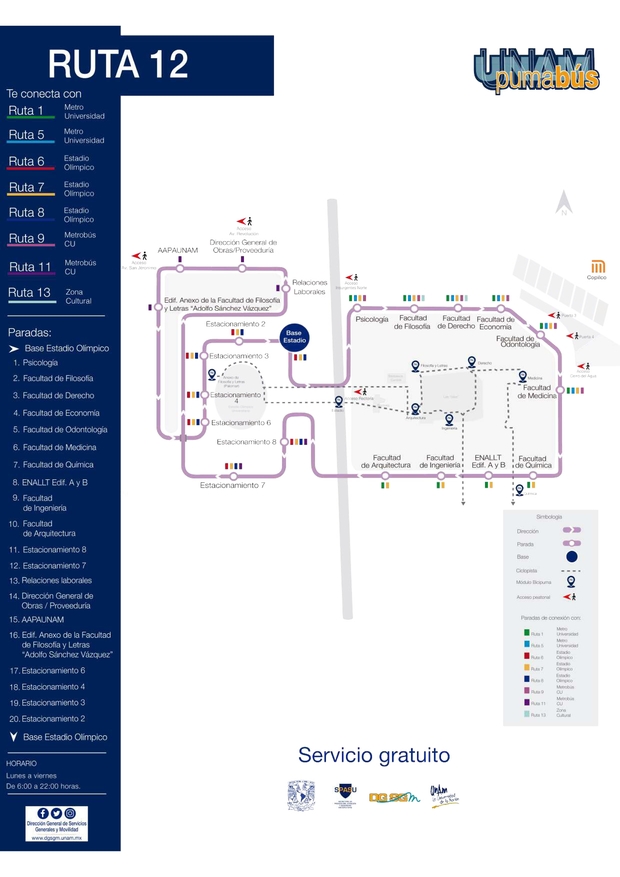 RUTA 12
UNAM
pumabús
Te conecta con
Ruta 1
Metro
Universidad
Ruta 5
Metro
Universidad
Ruta 6
Estadio
Olímpico
Ruta 7
Estadio
Olímpico
Ruta 8
Estadio
Olímpico
Ruta 9
Metrobús
CU
Ruta 11
Metrobús
CU
Ruta 13
Zona
Cultural
Paradas:
Base Estadio Olímpico
1. Psicología
2. Facultad de Filosofía
3. Facultad de Derecho
4. Facultad de Economía
5. Facultad de Odontología
6. Facultad de Medicina
7. Facultad de Química
8. ENALLT Edif. A y B
9. Facultad
de Ingeniería
10. Facultad
de Arquitectura
11. Estacionamiento 8
12. Estacionamiento 7
13. Relaciones laborales
14. Dirección General de
Obras / Proveeduría
15. AAPAUNAM
16. Edif. Anexo de la Facultad
de Filosofía y Letras
"Adolfo Sánchez Vázquez"
17. Estacionamiento 6
18. Estacionamiento 4
19. Estacionamiento 3
20. Estacionamiento 2
Base Estadio Olímpico
HORARIO
Lunes a viernes
De 6:00 a 22:00 horas.
Dirección General de Servicios
Generales y Movilidad
www.dgsgm.unam.mx
N
Copilco
AAPAUNAM
Dirección General de
Obras/Proveeduría
Relaciones
Laborales
Edif. Anexo de la Facultad de Filosofía
y Letras "Adolfo Sánchez Vázquez"
Estacionamiento 2
Base
Estadio
Estacionamiento 3
Estacionamiento
4
Estacionamiento 6
Estacionamiento 8
Estacionamiento 7
Psicología
Facultad
de Filosofía
Facultad
de Derecho
Facultad de
Economía
Facultad de
Odontología
Facultad
de Medicina
Filosofía y Letras
Derecho
Medicina
Arquitectura
Ingeniería
Facultad
de Arquitectura
Facultad
de Ingeniería
ENALLT
Edif. A y B
Facultad
de Química
Simbología
Dirección
Parada
Base
Ciclopista
Módulo Bicipuma
Acceso peatonal
Paradas de conexión con:
Ruta 1
Metro
Universidad
Ruta 5
Metro
Universidad
Ruta 6
Estadio
Olímpico
Ruta 7
Estadio
Olímpico
Ruta 8
Estadio
Olímpico
Ruta 9
Metrobús
CU
Ruta 11
Metrobús
CU
Ruta 13
Zona
Cultural
Servicio gratuito
SPASU
DGSGM